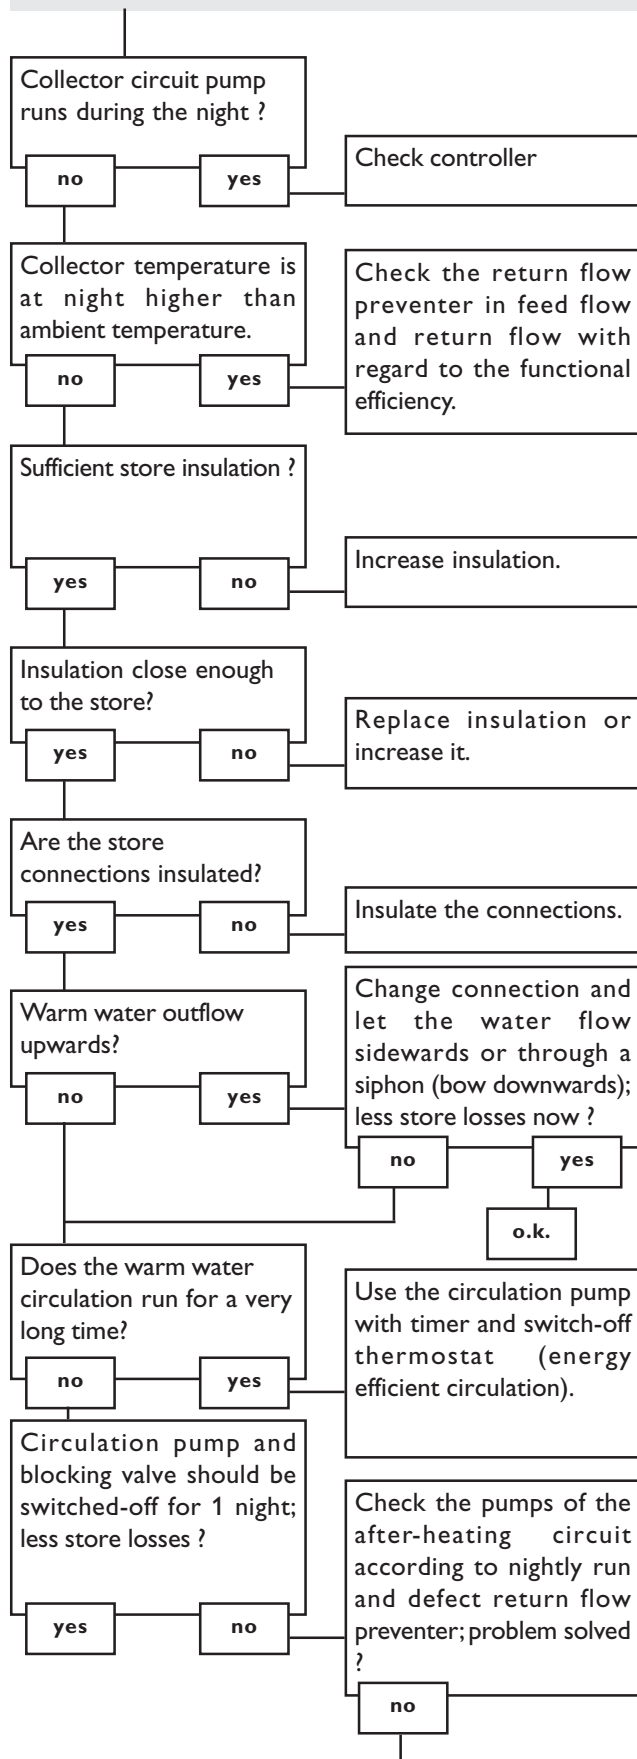 Collector circuit pump
runs during the night ?
no
yes
Check controller
Collector temperature is
at night higher than
ambient temperature.
no
yes
Check the return flow
preventer in feed flow
and return flow with
regard to the functional
efficiency.
Sufficient store insulation ?
yes
no
Increase insulation.
Insulation close enough
to the store?
yes
no
Replace insulation or
increase it.
Are the store
connections insulated?
yes
no
Insulate the connections.
Warm water outflow
upwards?
no
yes
Change connection and
let the water flow
sidewards or through a
siphon (bow downwards);
less store losses now ?
no
yes
o.k.
Does the warm water
circulation run for a very
long time?
no
yes
Use the circulation pump
with timer and switch-off
thermostat (energy
efficient circulation).
Circulation pump and
blocking valve should be
switched-off for 1 night;
less store losses ?
yes
no
Check the pumps of the
after-heating circuit
according to nightly run
and defect return flow
preventer; problem solved
?
no